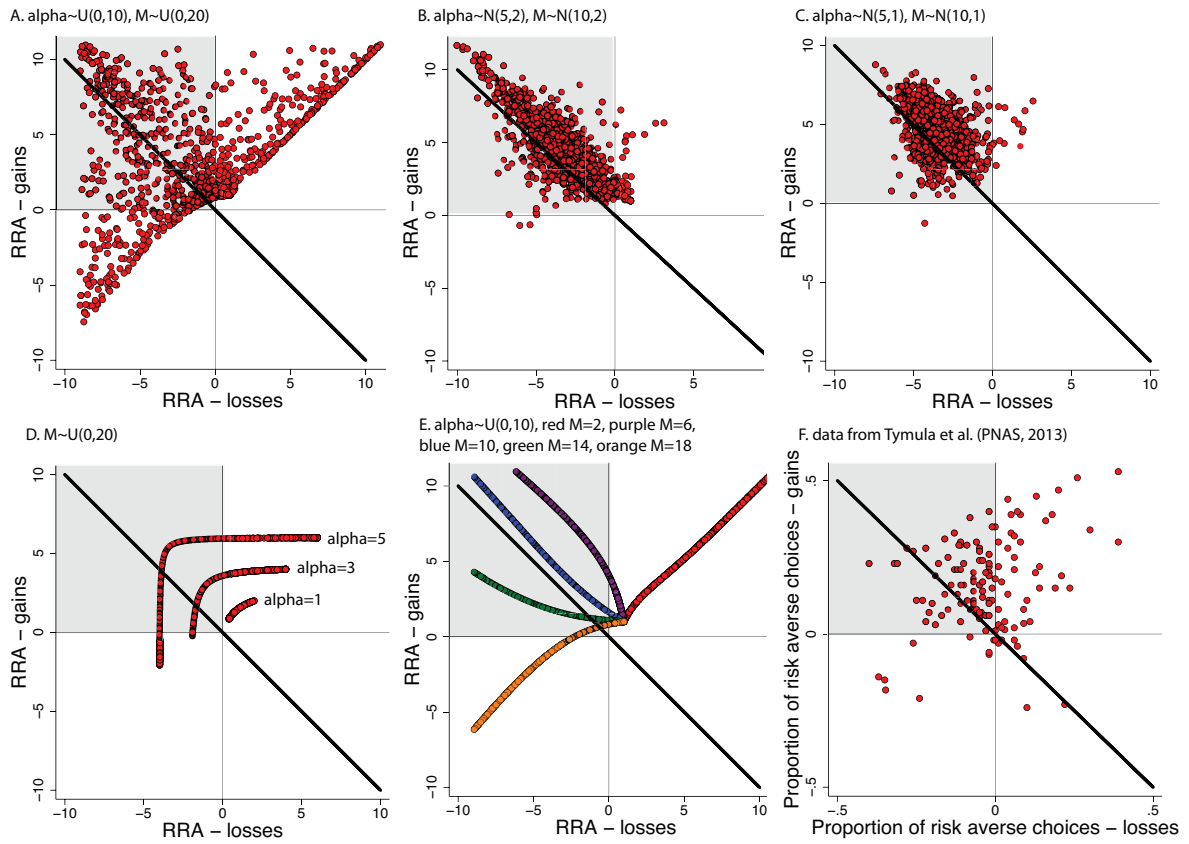 A. alpha~U(0,10), M~U(0,20)
RRA – gains
10
5
0
−5
−10
−10
−5
0
5
10
RRA – losses
B. alpha~N(5,2), M~N(10,2)
RRA – gains
10
5
0
−5
−10
−10
−5
0
5
RRA – losses
C. alpha~N(5,1), M~N(10,1)
RRA – gains
10
5
0
−5
−10
−10
−5
0
5
10
RRA – losses
D. M~U(0,20)
RRA – gains
10
5
0
−5
−10
alpha=5
alpha=3
alpha=1
−10
−5
0
5
10
RRA – losses
E. alpha~U(0,10), red M=2, purple M=6,
blue M=10, green M=14, orange M=18
RRA – gains
10
5
0
−5
−10
−10
−5
0
5
10
RRA – losses
F. data from Tymula et al. (PNAS, 2013)
Proportion of risk averse choices – gains
.5
0
−.5
−.5
0
.5
Proportion of risk averse choices – losses